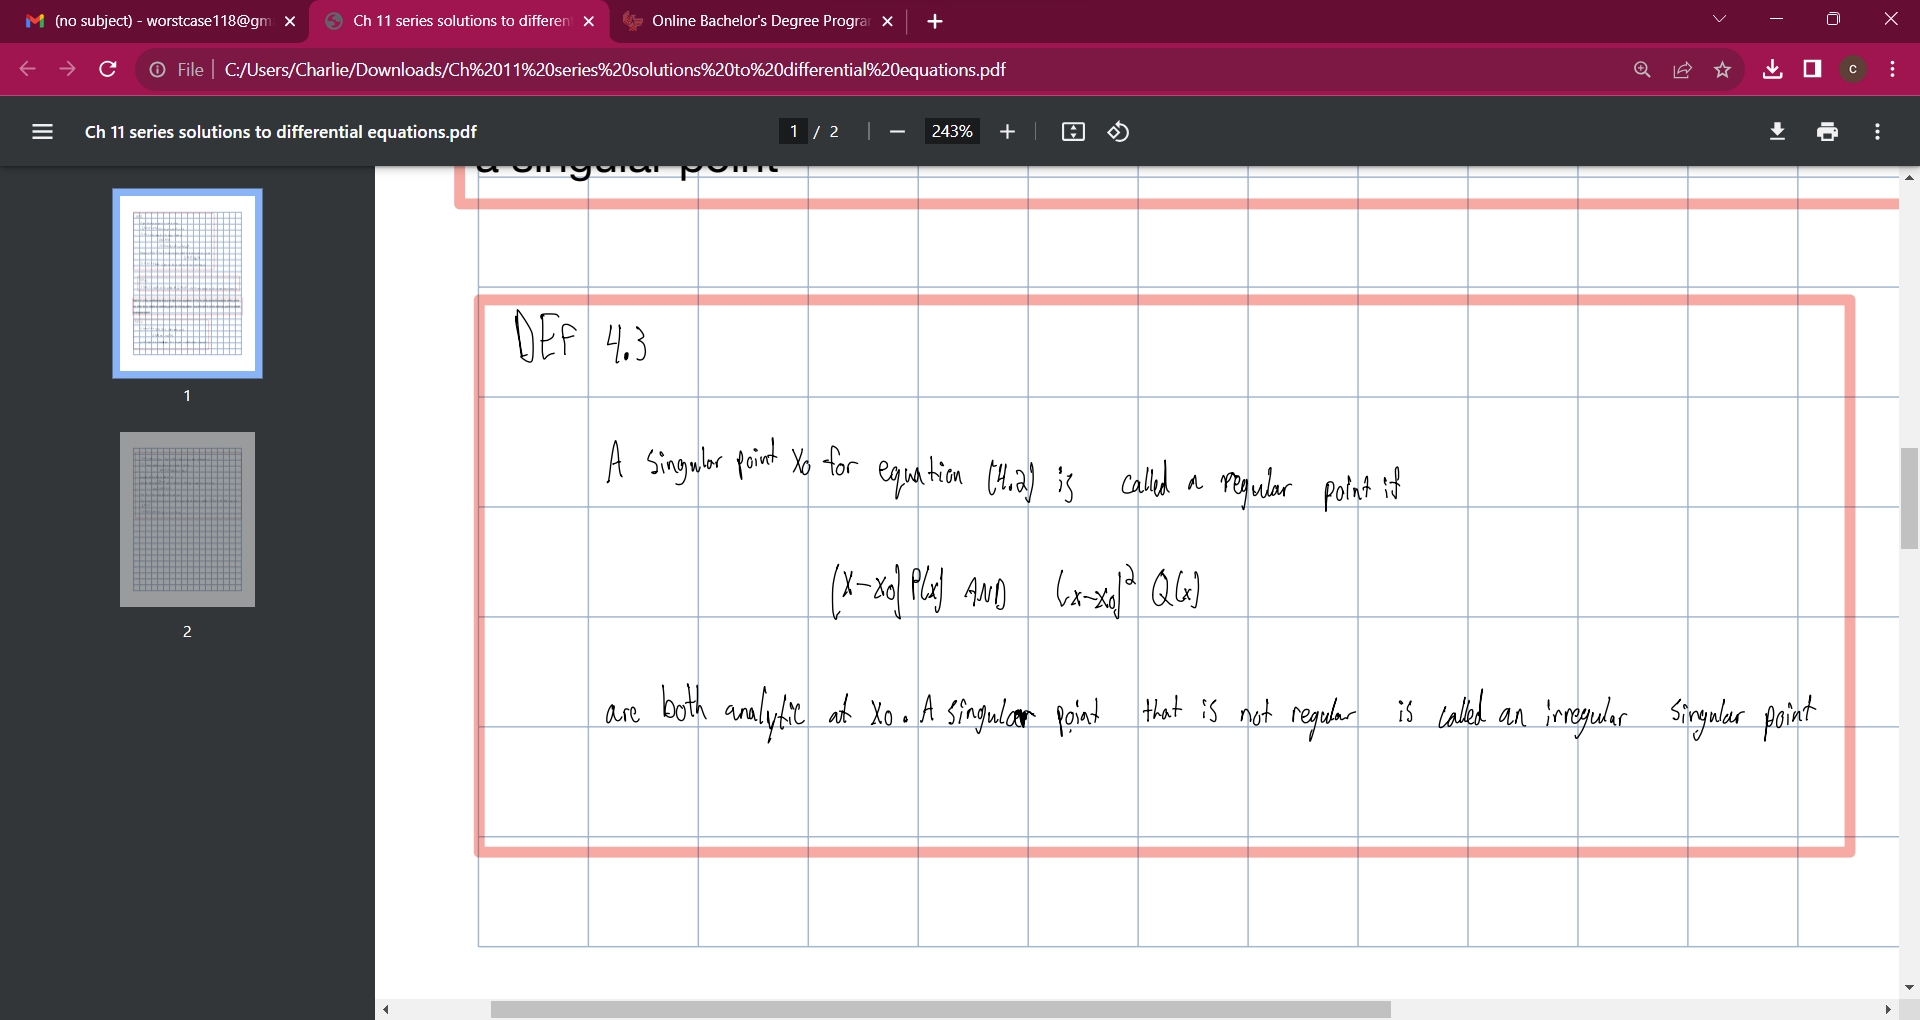 (no subject) - worstcase118@gm
Ch 11 series solutions to differen
Online Bachelor's Degree Progra
File
C:/Users/Charlie/Downloads/Ch%2011%20series%20solutions%20to%20differential%20equations.pdf
c
Ch 11 series solutions to differential equations.pdf
1 / 2
243%
a singular point
DEF 4.3
A singular point x₀ for equation (4.2) is called a regular point if
(x-x₀) P(x) AND (x-x₀)² Q(x)
are both analytic at x₀. A singular point that is not regular is called an irregular singular point
1
2